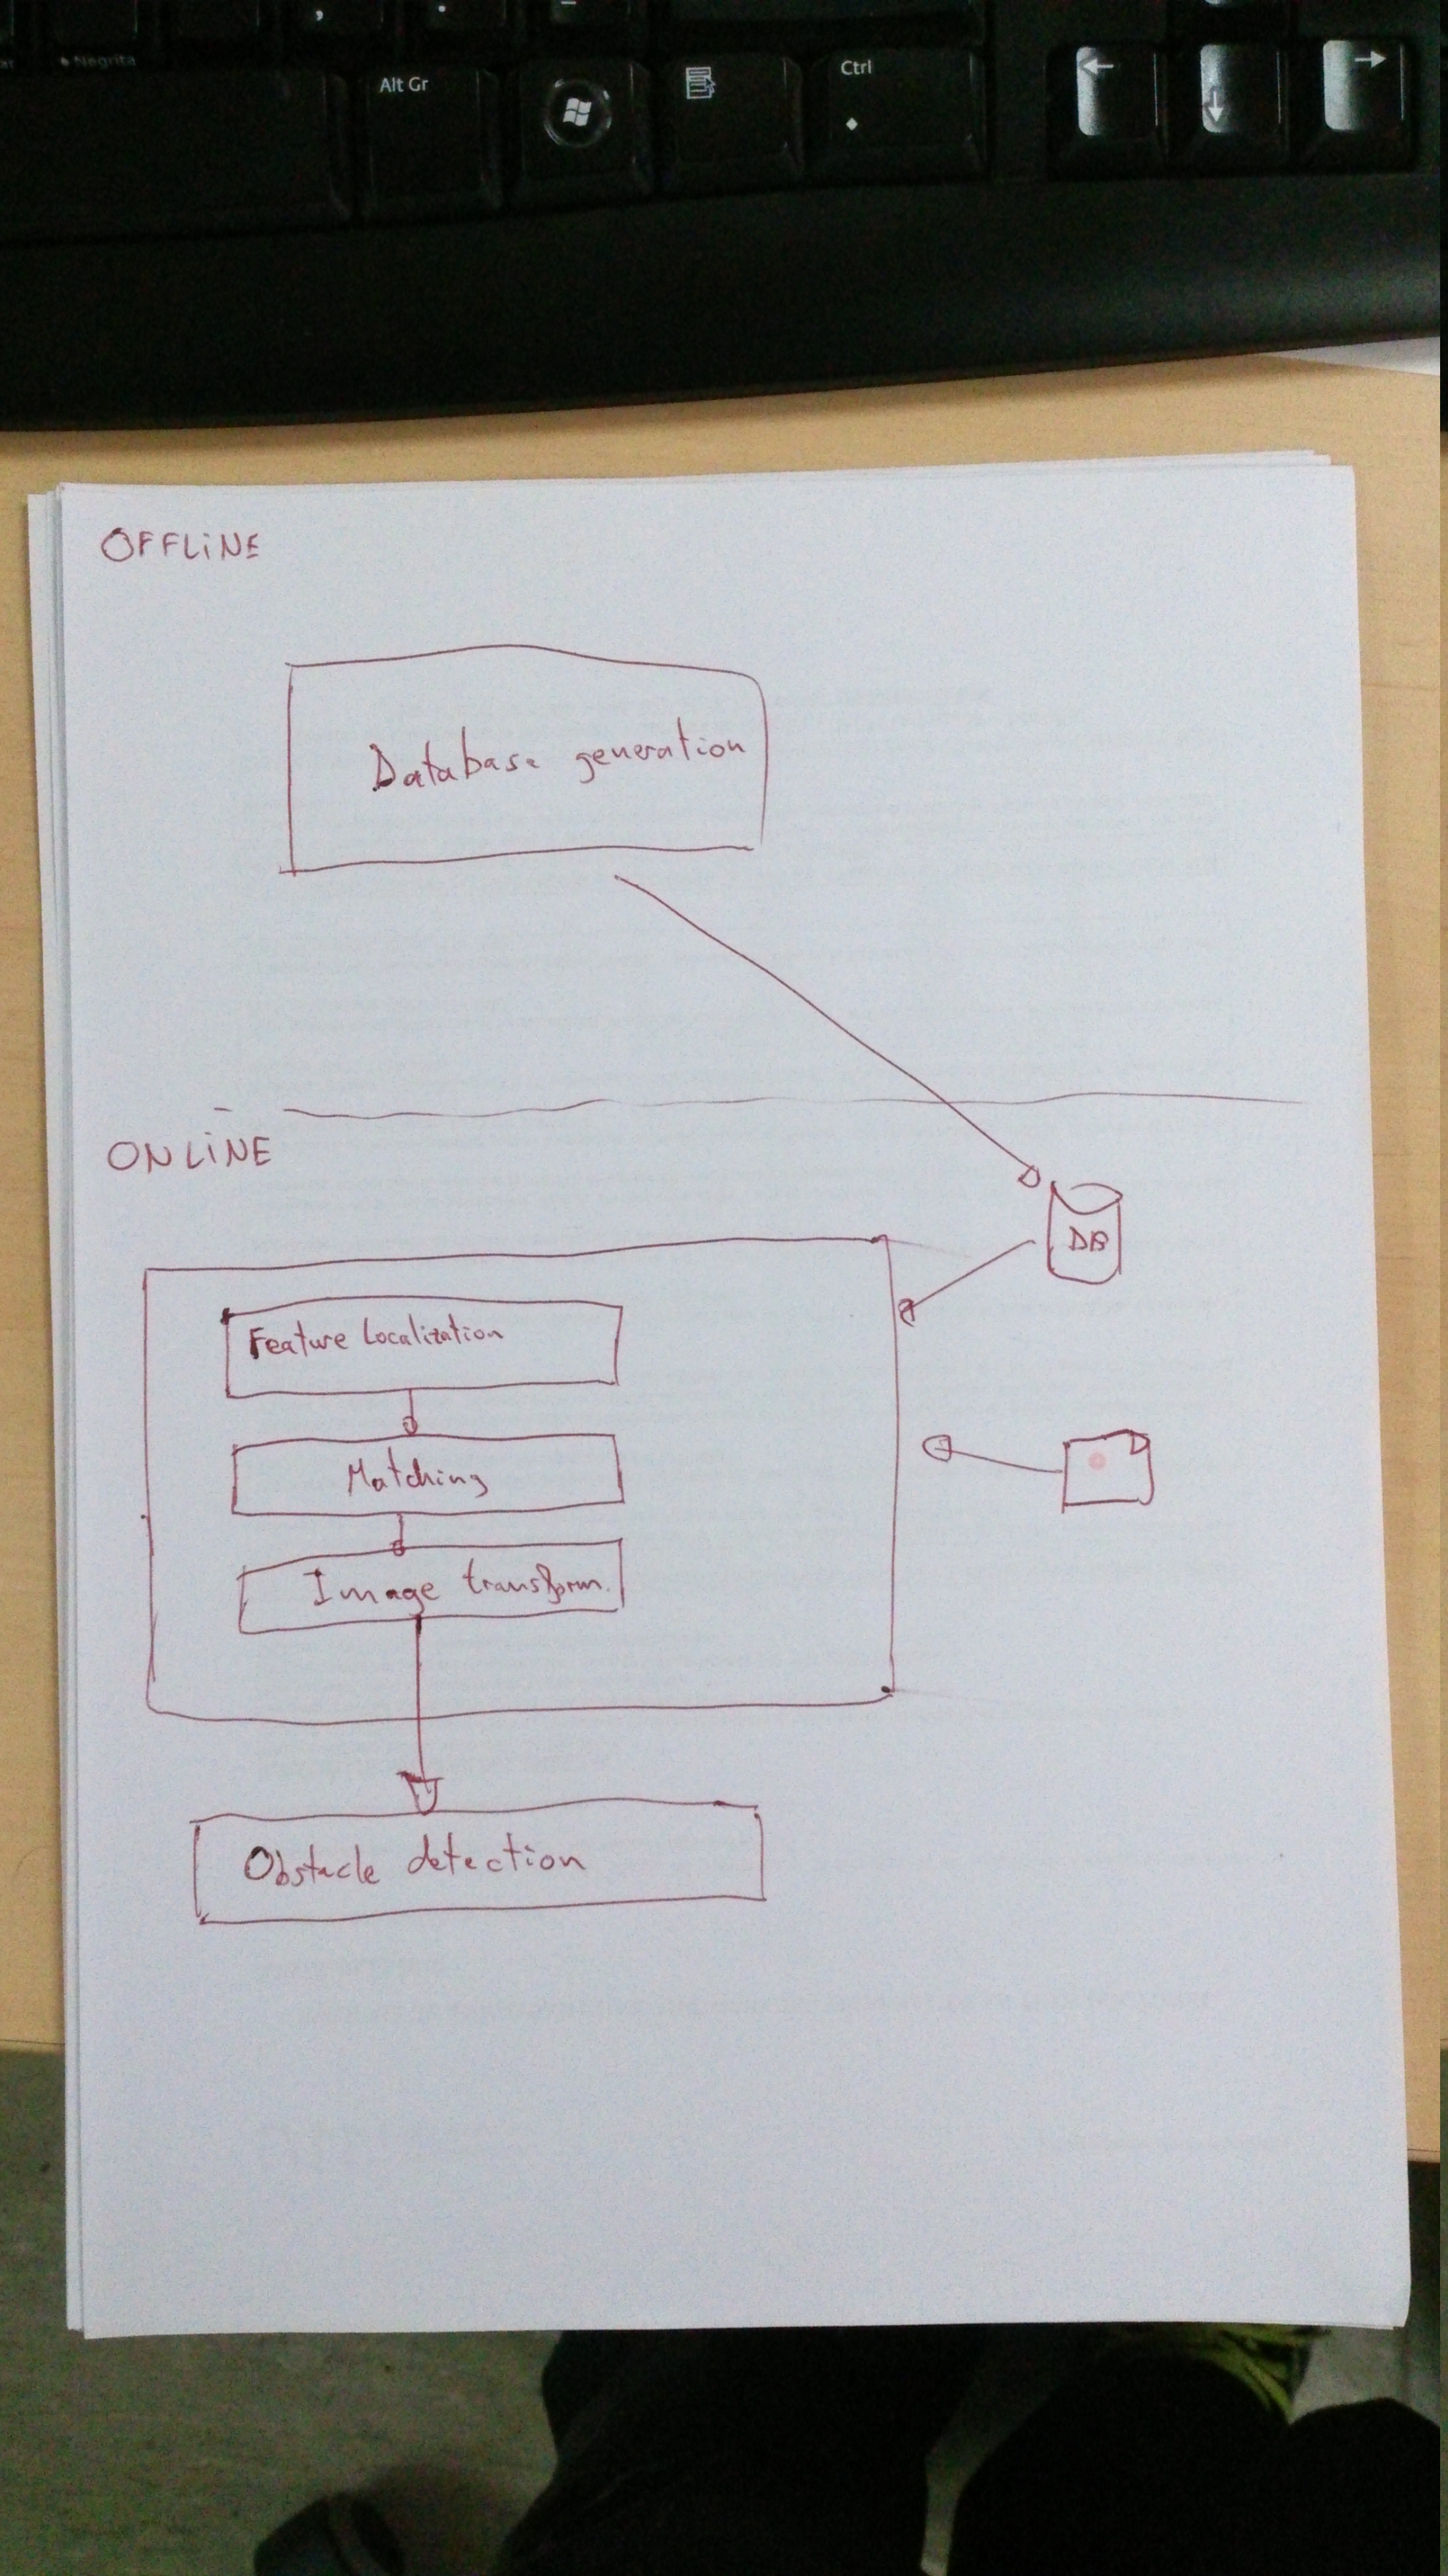 Negrita
Alt Gr
Ctrl
OFFLINE
Database generation
ONLINE
DB
Feature Localization
Matching
Image transform.
Obstacle detection